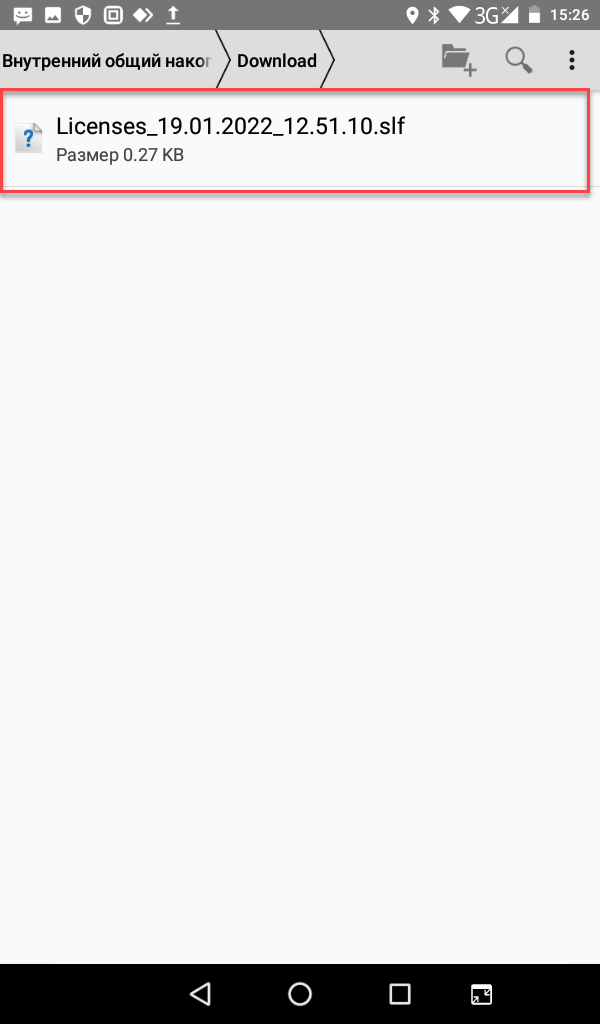 3G 15:26
Внутренний общий накоп Download
Licenses_19.01.2022_12.51.10.slf
Размер 0.27 KB